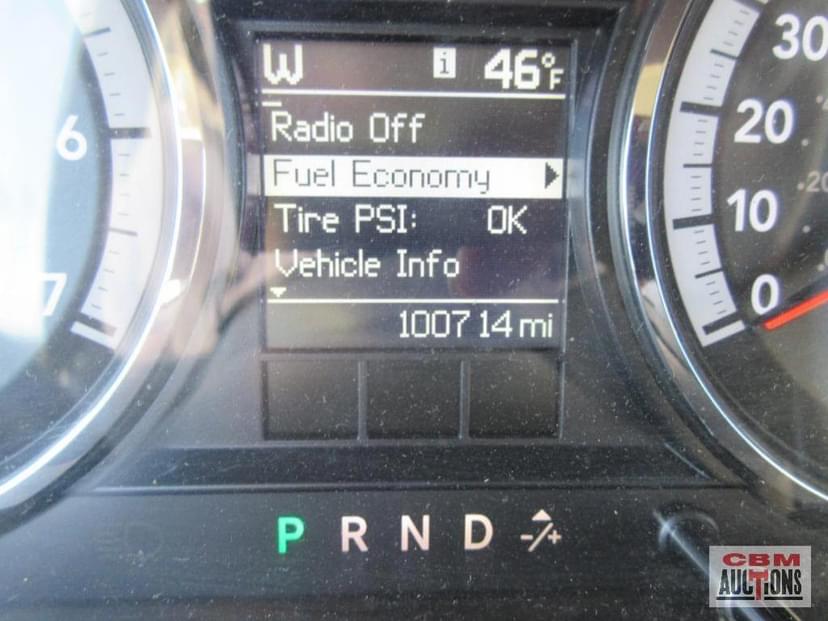 W i 46°F
Radio Off
Fuel Economy
Tire PSI: OK
Vehicle Info
100714 mi
6
7
30
20
10
0
20
P R N D -/+
CBM
AUCTIONS